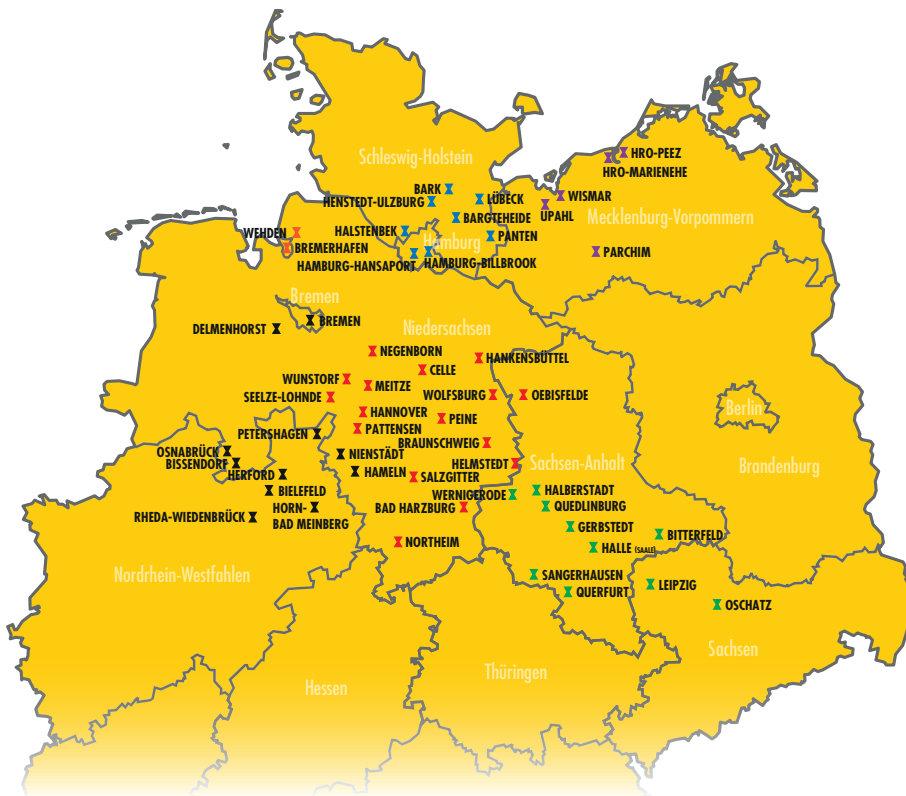 Schleswig-Holstein
HRO-PEEZ
HRO-MARIENEHE
BARK
HENSTEDT-ULZBURG
LÜBECK
WISMAR
UPAHL
Mecklenburg-Vorpommern
BARGTEHEIDE
WEHDEN
HALSTENBEK
Hamburg
PANTEN
BREMERHAFEN
HAMBURG-HANSAPORT
HAMBURG-BILLBROOK
PARCHIM
Bremen
DELMENHORST
BREMEN
Niedersachsen
NEGENBORN
HANKENSBÜTTEL
CELLE
WUNSTORF
MEITZE
SEELZE-LOHNDE
WOLFSBURG
OEBISFELDE
Berlin
HANNOVER
PEINE
PATTENSEN
PETERSHAGEN
BRAUNSCHWEIG
OSNABRÜCK
BISSENDORF
NIENSTÄDT
HELMSTEDT
Sachsen-Anhalt
Brandenburg
HERFORD
HAMELN
SALZGITTER
BIELEFELD
WERNIGERODE
HALBERSTADT
HORN-
BAD MEINBERG
BAD HARZBURG
QUEDLINBURG
RHEDA-WIEDENBRÜCK
GERBSTEDT
BITTERFELD
NORTHEIM
HALLE (SAALE)
Nordrhein-Westfahlen
SANGERHAUSEN
LEIPZIG
QUERFURT
OSCHATZ
Sachsen
Thüringen
Hessen